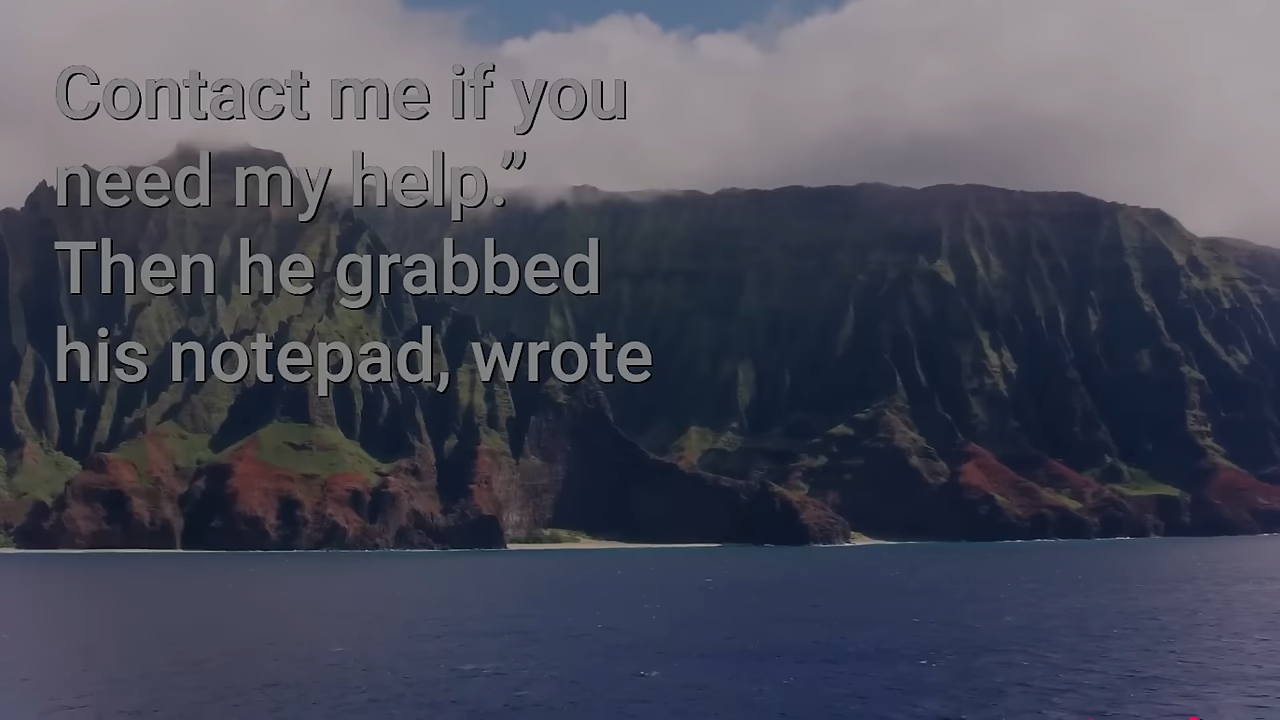 Contact me if you
need my help.”
Then he grabbed
his notepad, wrote